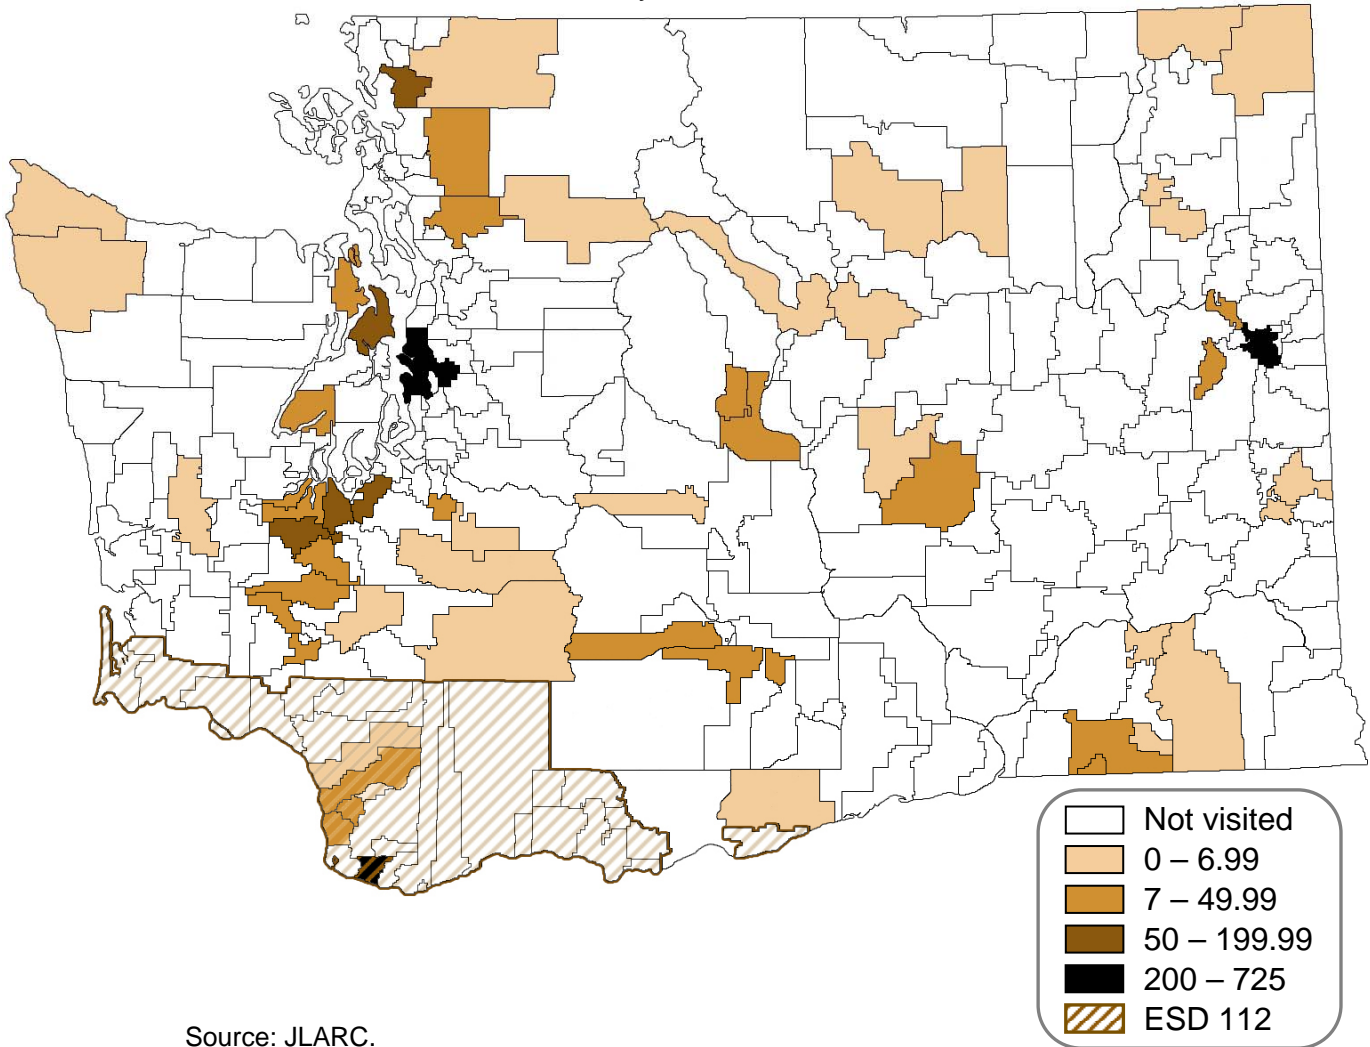 Not visited
0 – 6.99
7 – 49.99
50 – 199.99
200 – 725
ESD 112
Source: JLARC.